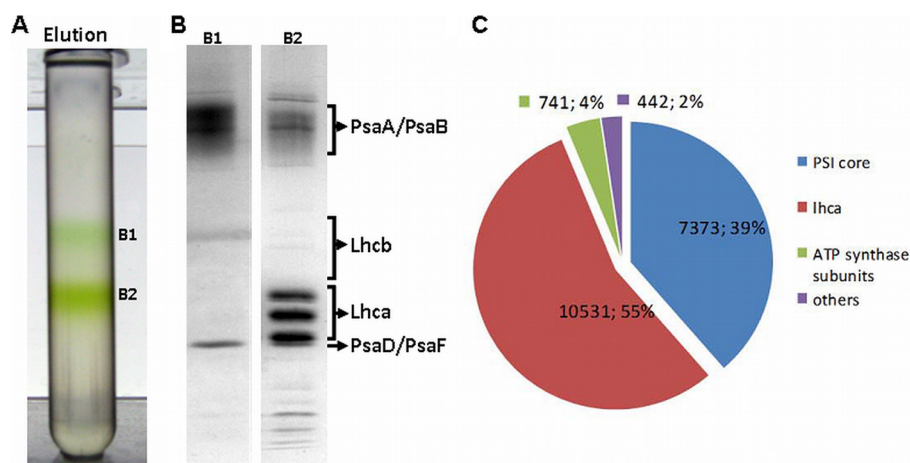 A
Elution
B1
B2
B
B1
B2
PsaA/PsaB
Lhcb
Lhca
PsaD/PsaF
C
741; 4%
442; 2%
7373; 39%
10531; 55%
PSI core
lhca
ATP synthase
subunits
others